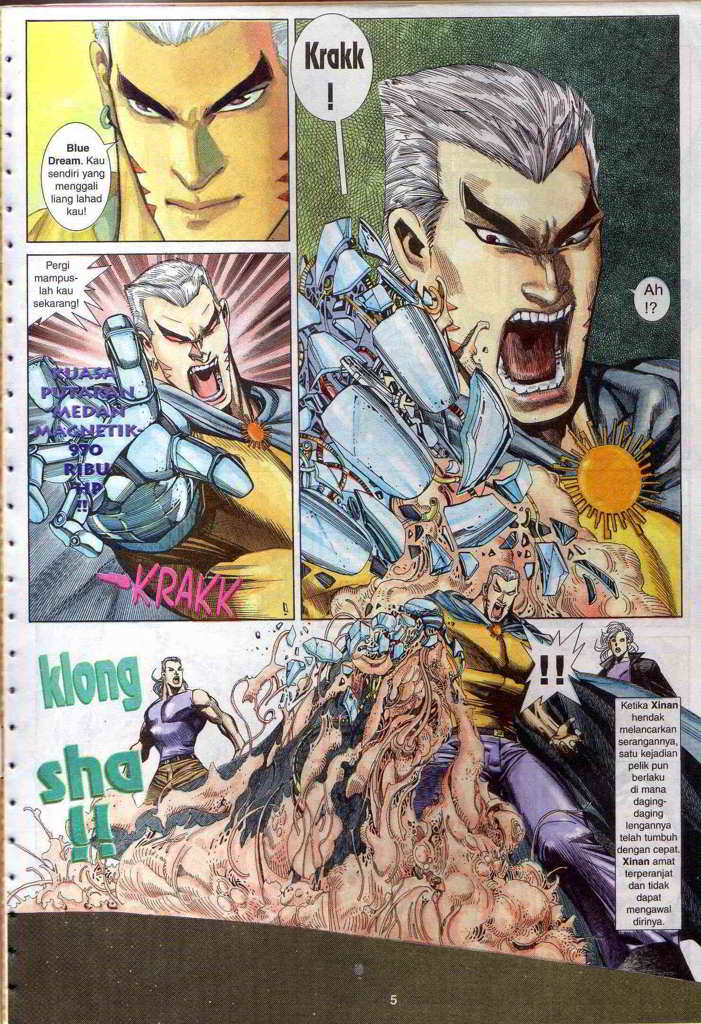 Blue
Dream. Kau
sendiri yang
menggali
liang lahad
kau!
Krakk
!
Ah
!?
Pergi
mampus-
lah kau
sekarang!
KUASA
PUTARAN
MEDAN
MAGNETIK
970
RIBU
HP
!!
KRAKK
!
klong
sha
!!
!!
Ketika Xinan
hendak
melancarkan
serangannya,
satu kejadian
pelik pun
berlaku
di mana
daging-
daging
lengannya
telah tumbuh
dengan cepat.
Xinan amat
terperanjat
dan tidak
dapat
mengawal
dirinya.
5